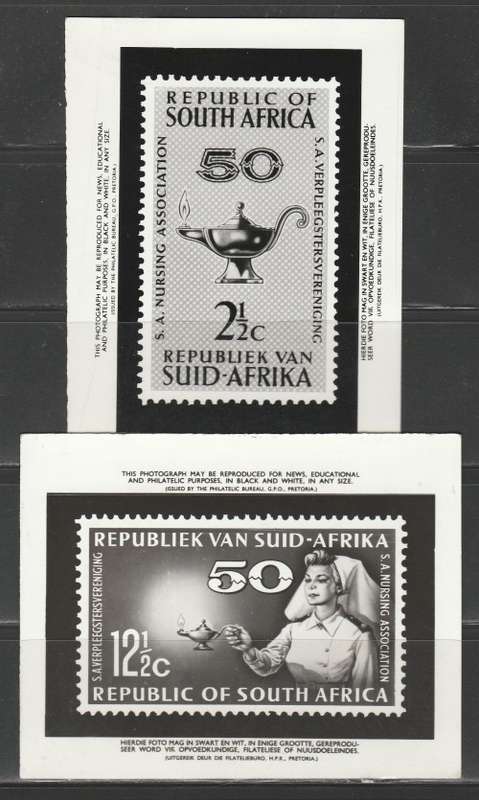 THIS PHOTOGRAPH MAY BE REPRODUCED FOR NEWS, EDUCATIONAL
AND PHILATELIC PURPOSES, IN BLACK AND WHITE, IN ANY SIZE.
(ISSUED BY THE PHILATELIC BUREAU, G.P.O., PRETORIA.)
REPUBLIC OF
SOUTH AFRICA
50
S.A. NURSING ASSOCIATION
S.A. VERPLEEGSTERSVERENIGING
2½c
REPUBLIEK VAN
SUID-AFRIKA
HIERDIE FOTO MAG IN SWART EN WIT, IN ENIGE GROOTTE, GEREPRODU-
SEER WORD VIR OPVOEDKUNDIGE, FILATELIESE OF NUUSDOELEINDES.
(UITGEREIK DEUR DIE FILATELIEBURO, H.P.K., PRETORIA.)
THIS PHOTOGRAPH MAY BE REPRODUCED FOR NEWS, EDUCATIONAL
AND PHILATELIC PURPOSES, IN BLACK AND WHITE, IN ANY SIZE.
(ISSUED BY THE PHILATELIC BUREAU, G.P.O., PRETORIA.)
REPUBLIEK VAN SUID-AFRIKA
50
S.A. VERPLEEGSTERSVERENIGING
S.A. NURSING ASSOCIATION
12½c
REPUBLIC OF SOUTH AFRICA
HIERDIE FOTO MAG IN SWART EN WIT, IN ENIGE GROOTTE, GEREPRODU-
SEER WORD VIR OPVOEDKUNDIGE, FILATELIESE OF NUUSDOELEINDES.
(UITGEREIK DEUR DIE FILATELIEBURO, H.P.K., PRETORIA.)